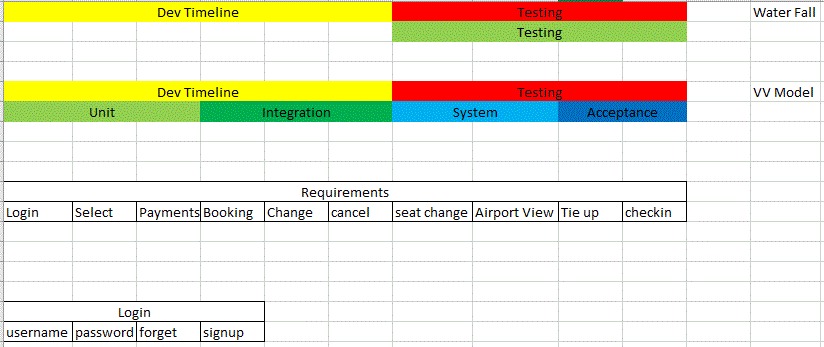 Dev Timeline Testing Water Fall
Testing
Dev Timeline Testing VV Model
Unit Integration System Acceptance
Requirements
Login Select Payments Booking Change cancel seat change Airport View Tie up checkin
Login
username password forget signup